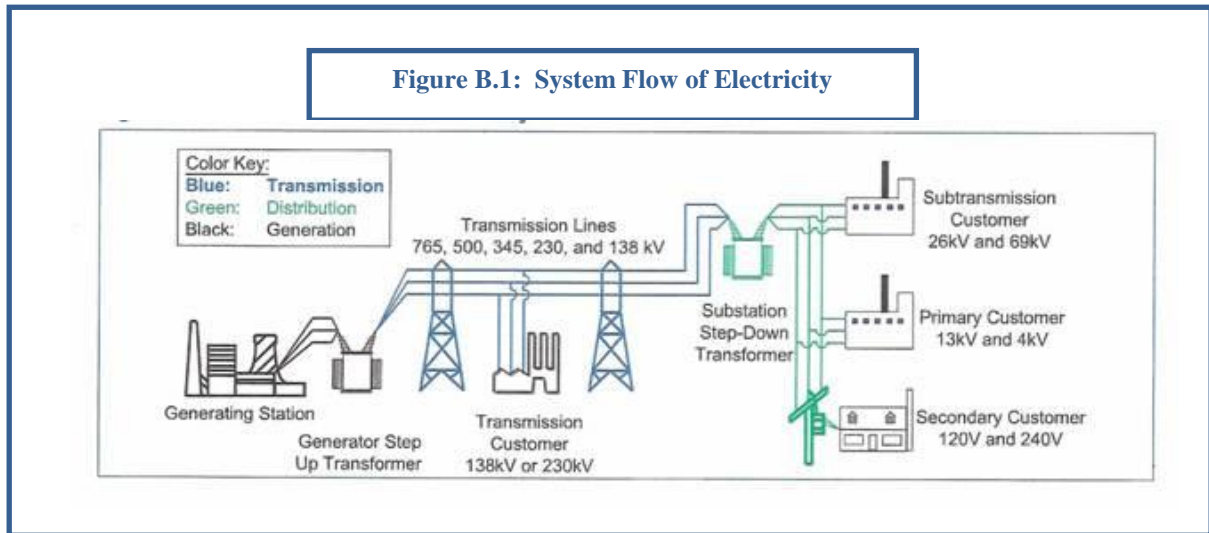 Figure B.1: System Flow of Electricity
Color Key:
Blue: Transmission
Green: Distribution
Black: Generation
Transmission Lines
765, 500, 345, 230, and 138 kV
Generating Station
Generator Step
Up Transformer
Transmission
Customer
138kV or 230kV
Substation
Step-Down
Transformer
Subtransmission
Customer
26kV and 69kV
Primary Customer
13kV and 4kV
Secondary Customer
120V and 240V